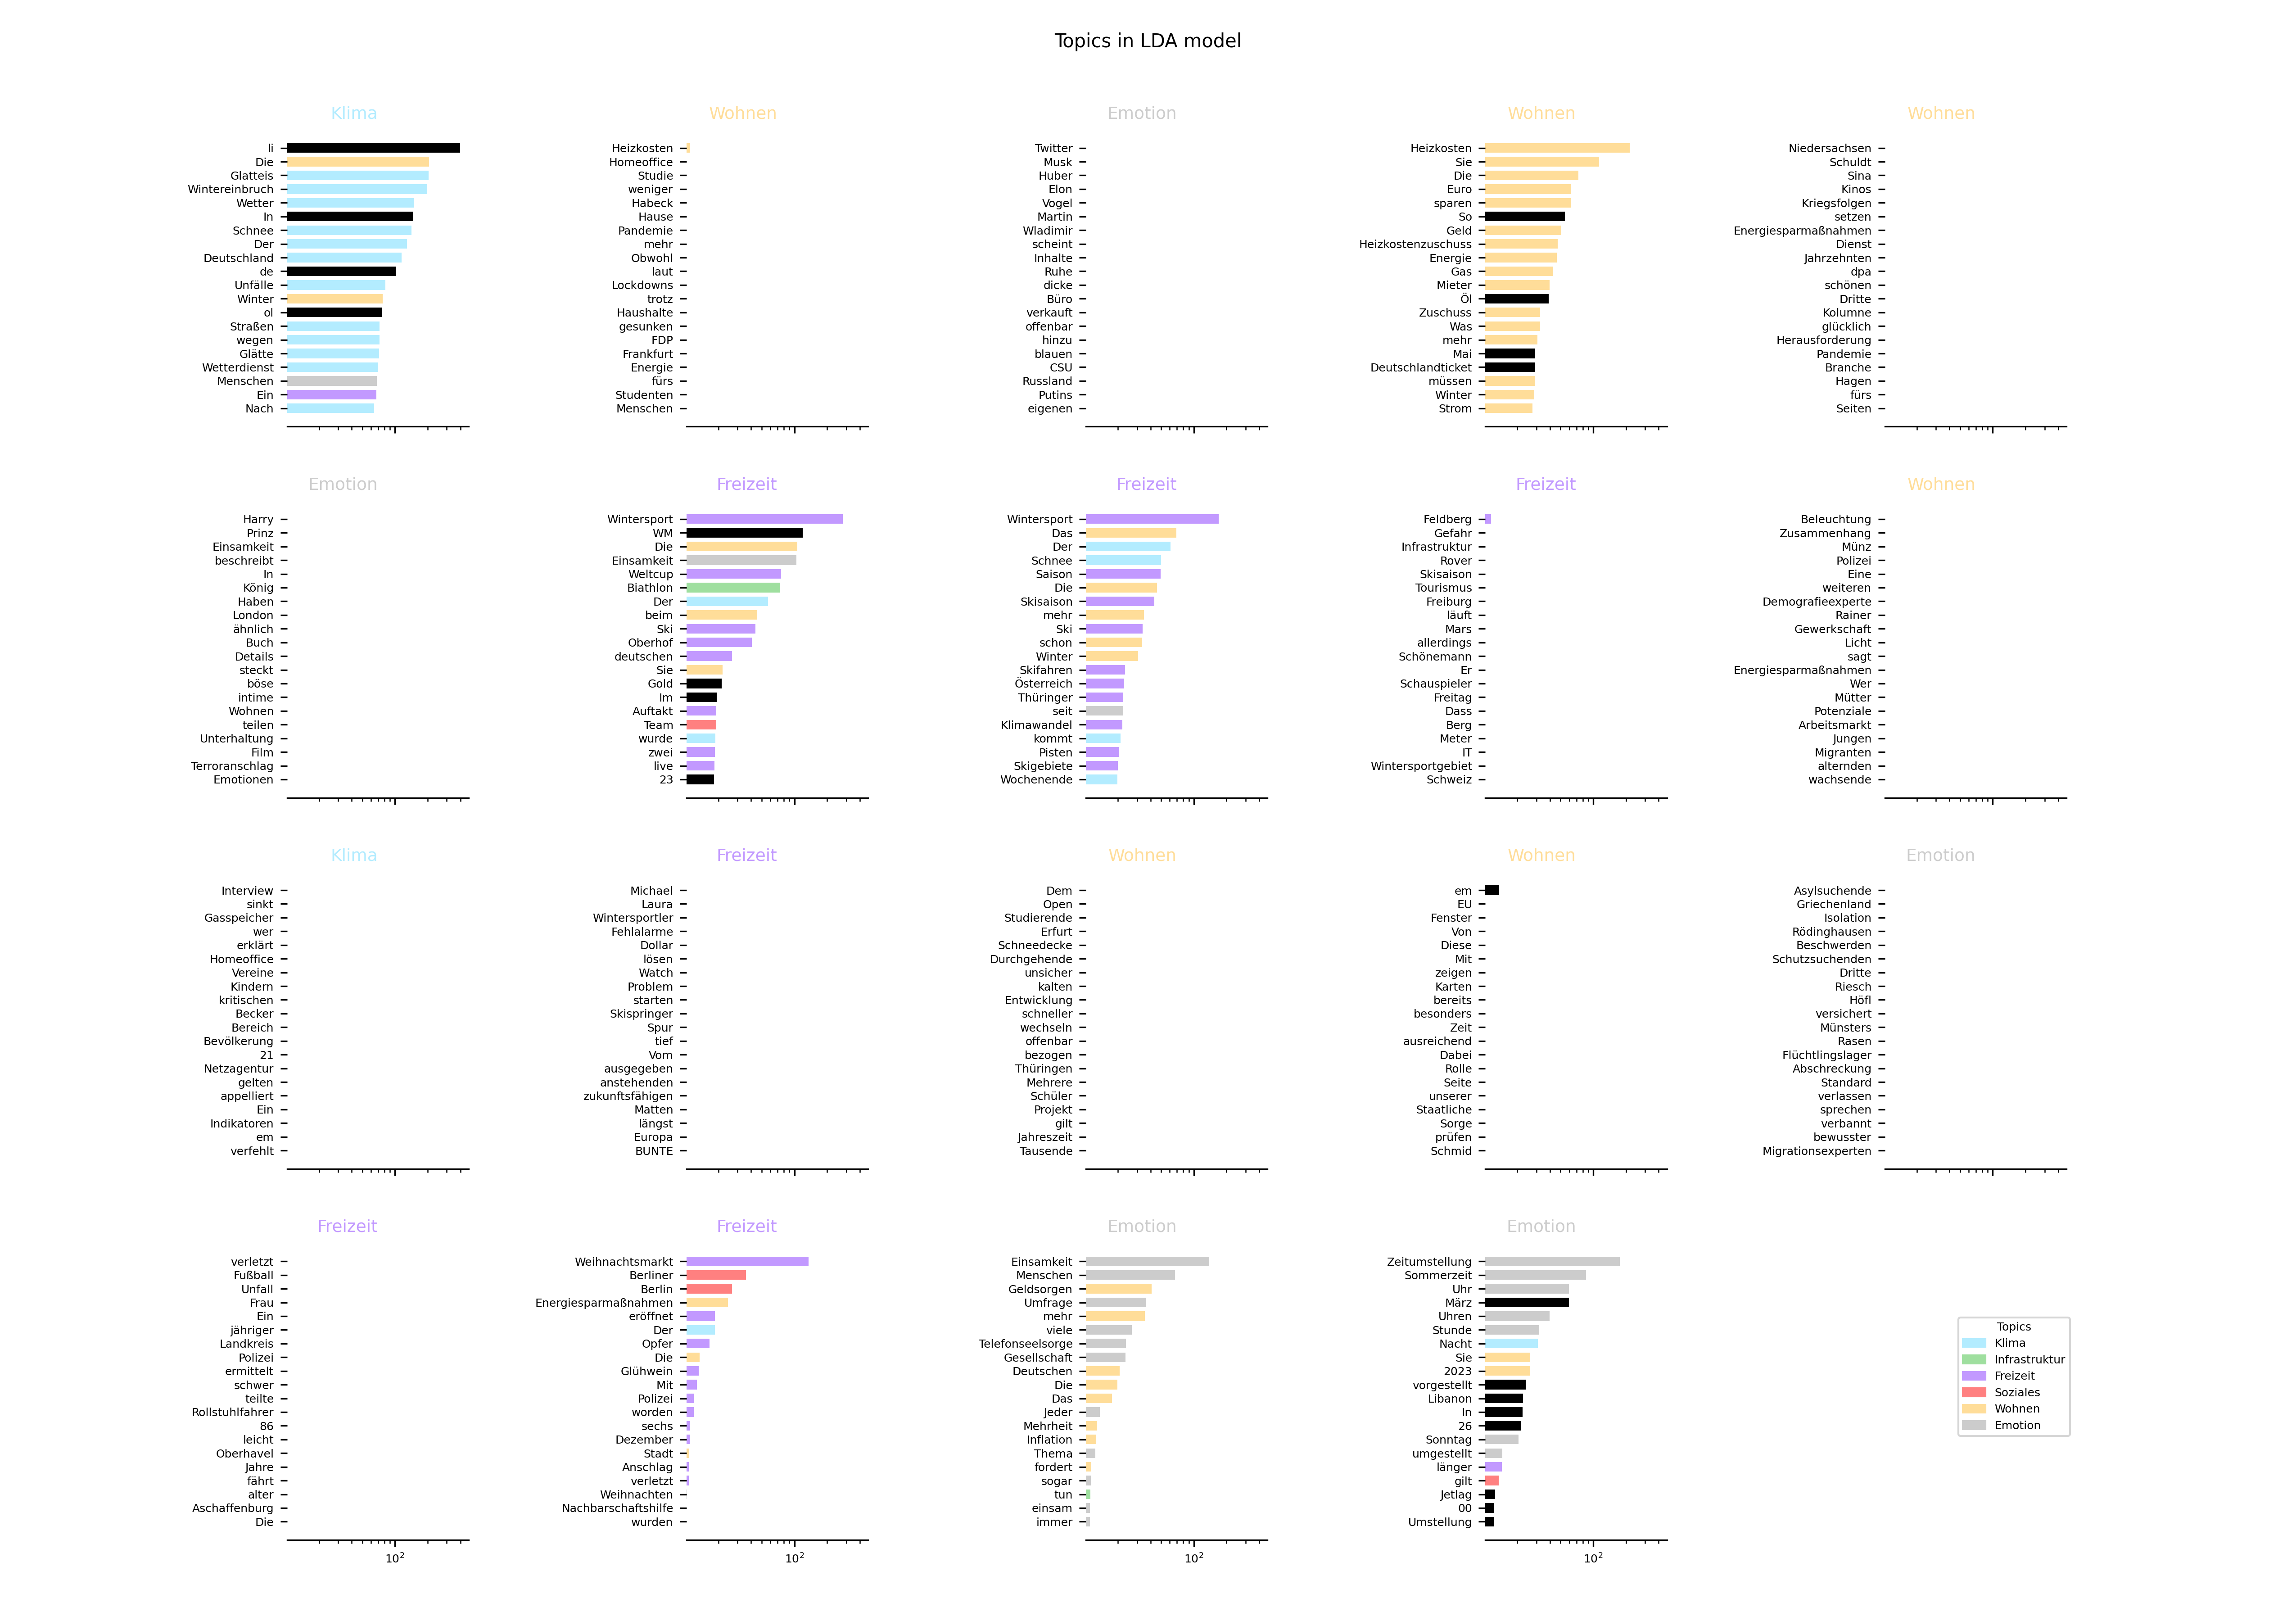 Topics in LDA model
Klima
li
Die
Glatteis
Wintereinbruch
Wetter
In
Schnee
Der
Deutschland
de
Unfälle
Winter
ol
Straßen
wegen
Glätte
Wetterdienst
Menschen
Ein
Nach
Wohnen
Heizkosten
Homeoffice
Studie
weniger
Habeck
Hause
Pandemie
mehr
Obwohl
laut
Lockdowns
trotz
Haushalte
gesunken
FDP
Frankfurt
Energie
fürs
Studenten
Menschen
Emotion
Twitter
Musk
Huber
Elon
Vogel
Martin
Wladimir
scheint
Inhalte
Ruhe
dicke
Büro
verkauft
offenbar
hinzu
blauen
CSU
Russland
Putins
eigenen
Wohnen
Heizkosten
Sie
Die
Euro
sparen
So
Geld
Heizkostenzuschuss
Energie
Gas
Mieter
Öl
Zuschuss
Was
mehr
Mai
Deutschlandticket
müssen
Winter
Strom
Wohnen
Niedersachsen
Schuldt
Sina
Kinos
Kriegsfolgen
setzen
Energiesparmaßnahmen
Dienst
Jahrzehnten
dpa
schönen
Dritte
Kolumne
glücklich
Herausforderung
Pandemie
Branche
Hagen
fürs
Seiten
Emotion
Harry
Prinz
Einsamkeit
beschreibt
In
König
Haben
London
ähnlich
Buch
Details
steckt
böse
intime
Wohnen
teilen
Unterhaltung
Film
Terroranschlag
Emotionen
Freizeit
Wintersport
WM
Die
Einsamkeit
Weltcup
Biathlon
Der
beim
Ski
Oberhof
deutschen
Sie
Gold
Im
Auftakt
Team
wurde
zwei
live
23
Freizeit
Wintersport
Das
Der
Schnee
Saison
Die
Skisaison
mehr
Ski
schon
Winter
Skifahren
Österreich
Thüringer
seit
Klimawandel
kommt
Pisten
Skigebiete
Wochenende
Freizeit
Feldberg
Gefahr
Infrastruktur
Rover
Skisaison
Tourismus
Freiburg
läuft
Mars
allerdings
Schönemann
Er
Schauspieler
Freitag
Dass
Berg
Meter
IT
Wintersportgebiet
Schweiz
Wohnen
Beleuchtung
Zusammenhang
Münz
Polizei
Eine
weiteren
Demografieexperte
Rainer
Gewerkschaft
Licht
sagt
Energiesparmaßnahmen
Wer
Mütter
Potenziale
Arbeitsmarkt
Jungen
Migranten
alternden
wachsende
Klima
Interview
sinkt
Gasspeicher
wer
erklärt
Homeoffice
Vereine
Kindern
kritischen
Becker
Bereich
Bevölkerung
21
Netzagentur
gelten
appelliert
Ein
Indikatoren
em
verfehlt
Freizeit
Michael
Laura
Wintersportler
Fehlalarme
Dollar
lösen
Watch
Problem
starten
Skispringer
Spur
tief
Vom
ausgegeben
anstehenden
zukunftsfähigen
Matten
längst
Europa
BUNTE
Wohnen
Dem
Open
Studierende
Erfurt
Schneedecke
Durchgehende
unsicher
kalten
Entwicklung
schneller
wechseln
offenbar
bezogen
Thüringen
Mehrere
Schüler
Projekt
gilt
Jahreszeit
Tausende
Wohnen
em
EU
Fenster
Von
Diese
Mit
zeigen
Karten
bereits
besonders
Zeit
ausreichend
Dabei
Rolle
Seite
unserer
Staatliche
Sorge
prüfen
Schmid
Emotion
Asylsuchende
Griechenland
Isolation
Rödinghausen
Beschwerden
Schutzsuchenden
Dritte
Riesch
Höfl
versichert
Münsters
Rasen
Flüchtlingslager
Abschreckung
Standard
verlassen
sprechen
verbannt
bewusster
Migrationsexperten
Freizeit
verletzt
Fußball
Unfall
Frau
Ein
jähriger
Landkreis
Polizei
ermittelt
schwer
teilte
Rollstuhlfahrer
86
leicht
Oberhavel
Jahre
fährt
alter
Aschaffenburg
Die
10²
Freizeit
Weihnachtsmarkt
Berliner
Berlin
Energiesparmaßnahmen
eröffnet
Der
Opfer
Die
Glühwein
Mit
Polizei
worden
sechs
Dezember
Stadt
Anschlag
verletzt
Weihnachten
Nachbarschaftshilfe
wurden
10²
Emotion
Einsamkeit
Menschen
Geldsorgen
Umfrage
mehr
viele
Telefonseelsorge
Gesellschaft
Deutschen
Die
Das
Jeder
Mehrheit
Inflation
Thema
fordert
sogar
tun
einsam
immer
10²
Emotion
Zeitumstellung
Sommerzeit
Uhr
März
Uhren
Stunde
Nacht
Sie
2023
vorgestellt
Libanon
In
26
Sonntag
umgestellt
länger
gilt
Jetlag
00
Umstellung
10²
Topics
Klima
Infrastruktur
Freizeit
Soziales
Wohnen
Emotion